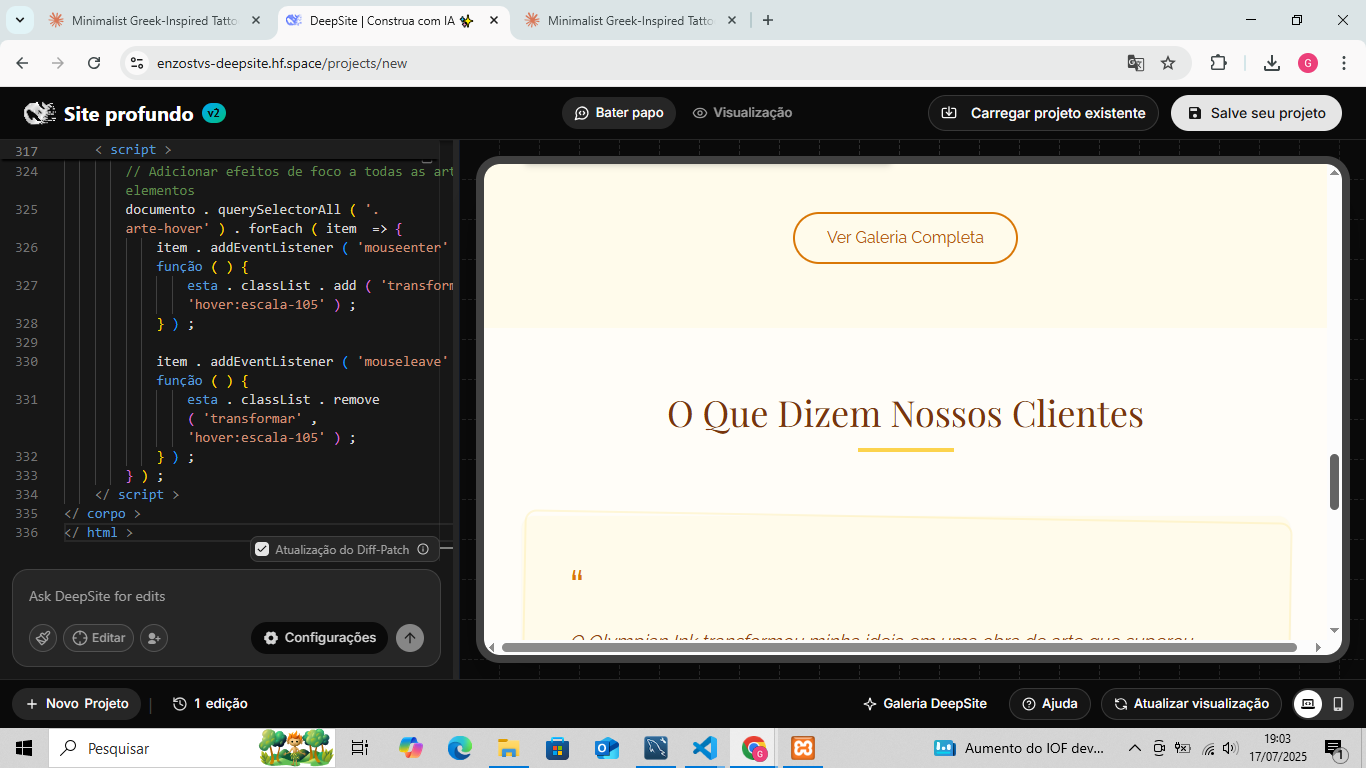 Minimalist Greek-Inspired Tatto
DeepSite | Construa com IA ✨
Minimalist Greek-Inspired Tatto
enzostvs-deepsite.hf.space/projects/new
G
Site profundo v2
Bater papo
Visualização
Carregar projeto existente
Salve seu projeto
317 < script >
324 // Adicionar efeitos de foco a todas as art
elementos
325 documento . querySelectorAll ( '.
arte-hover' ) . forEach ( item => {
326 item . addEventListener ( 'mouseenter'
função ( ) {
327 esta . classList . add ( 'transform
'hover:escala-105' ) ;
328 } ) ;
329
330 item . addEventListener ( 'mouseleave'
função ( ) {
331 esta . classList . remove
( 'transformar' ,
'hover:escala-105' ) ;
332 } ) ;
333 } ) ;
334 </ script >
335 </ corpo >
336 </ html >
Atualização do Diff-Patch
Ask DeepSite for edits
Editar
Configurações
Ver Galeria Completa
O Que Dizem Nossos Clientes
“
O Olympian Ink transformou minha ideia em uma obra de arte que superou
+ Novo Projeto | 1 edição
Galeria DeepSite
Ajuda
Atualizar visualização
Pesquisar
G
Aumento do IOF dev...
19:03
17/07/2025
1